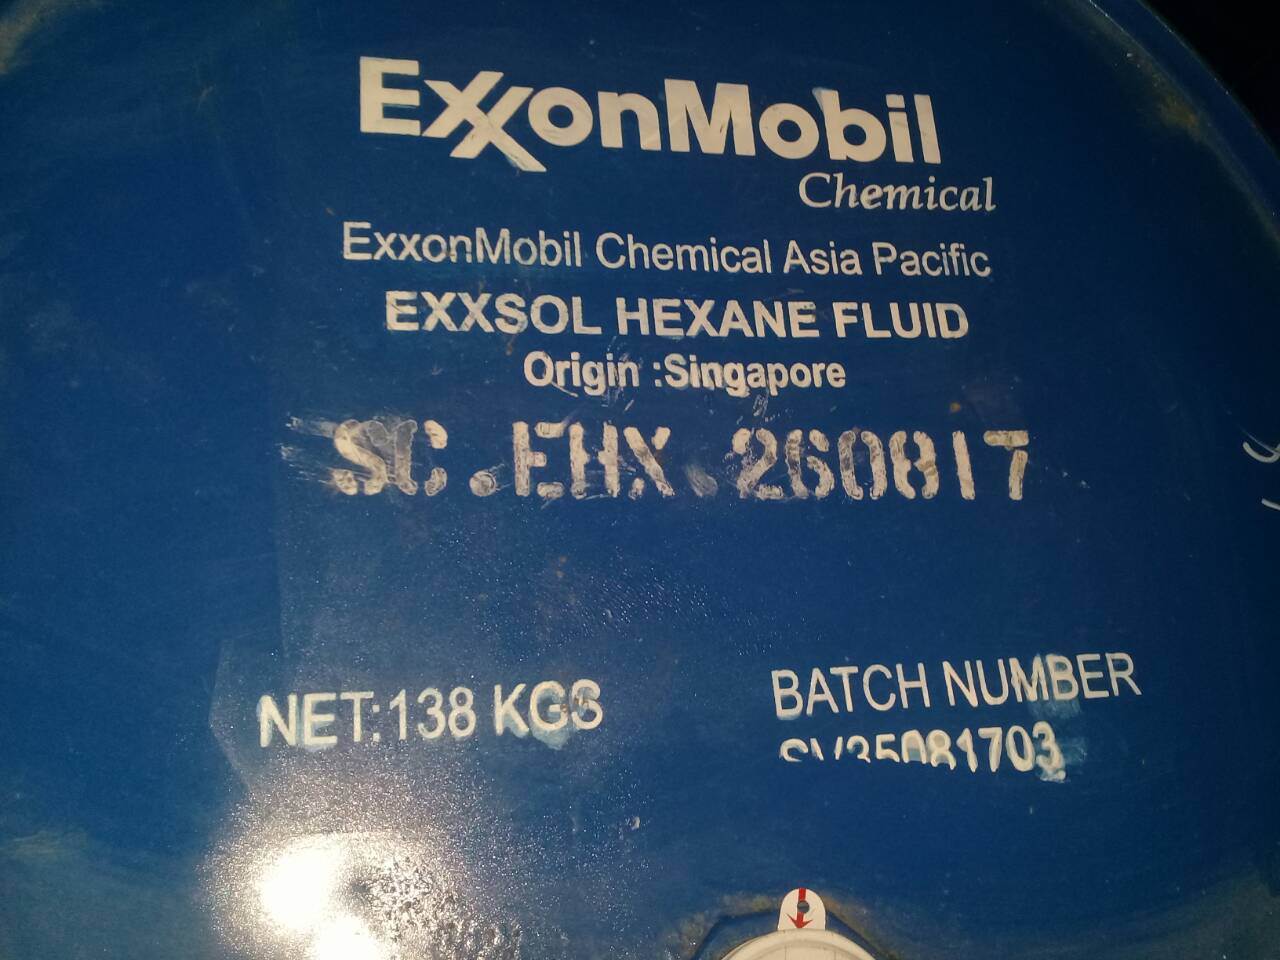 ExxonMobil
Chemical
ExxonMobil Chemical Asia Pacific
EXXSOL HEXANE FLUID
Origin :Singapore
SC.EHX.260817
NET:138 KGS
BATCH NUMBER